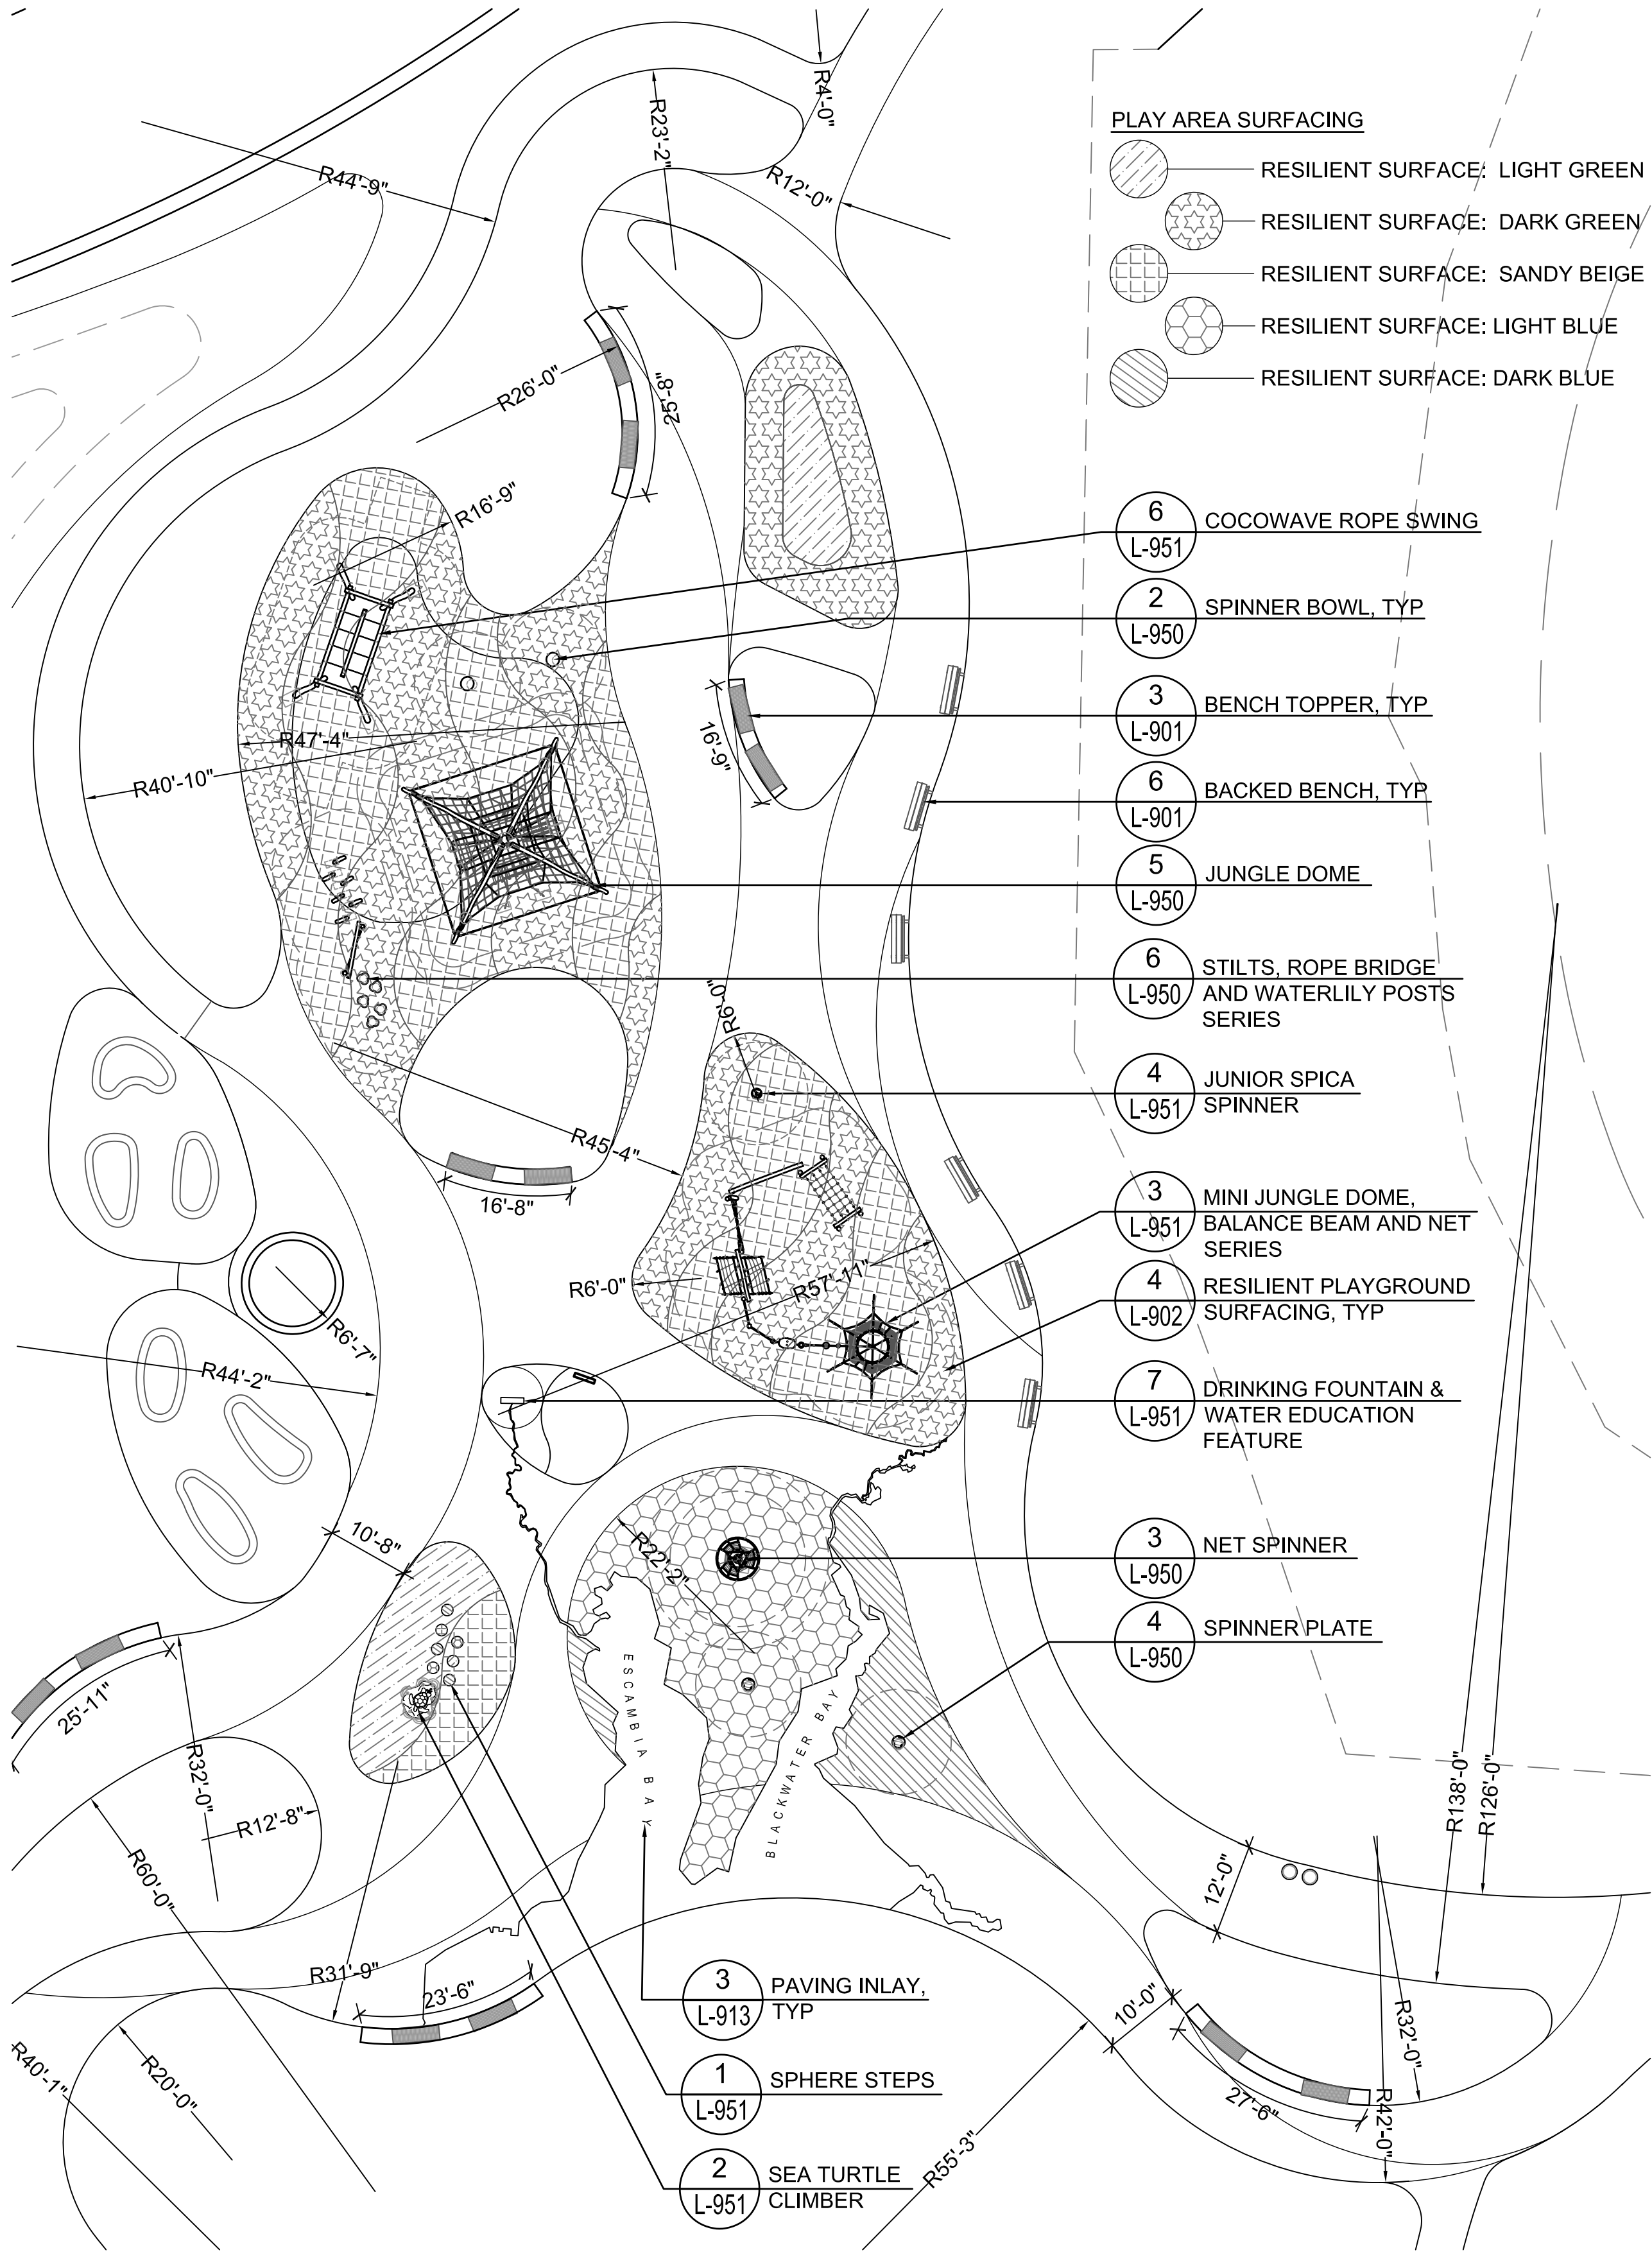 R4'-0"
R23'-2"
R44'-9"
R12'-0"
PLAY AREA SURFACING
RESILIENT SURFACE: LIGHT GREEN
RESILIENT SURFACE: DARK GREEN
RESILIENT SURFACE: SANDY BEIGE
RESILIENT SURFACE: LIGHT BLUE
RESILIENT SURFACE: DARK BLUE
R26'-0"
25'-8"
R16'-9"
6
L-951
COCOWAVE ROPE SWING
2
L-950
SPINNER BOWL, TYP
3
L-901
BENCH TOPPER, TYP
16'-9"
R47'-4"
R40'-10"
6
L-901
BACKED BENCH, TYP
5
L-950
JUNGLE DOME
6
L-950
STILTS, ROPE BRIDGE
AND WATERLILY POSTS
SERIES
R6'-0"
4
L-951
JUNIOR SPICA
SPINNER
R45'-4"
16'-8"
3
L-951
MINI JUNGLE DOME,
BALANCE BEAM AND NET
SERIES
R6'-0"
R57'-11"
4
L-902
RESILIENT PLAYGROUND
SURFACING, TYP
R6'-7"
R44'-2"
7
L-951
DRINKING FOUNTAIN &
WATER EDUCATION
FEATURE
10'-8"
R22'-2"
3
L-950
NET SPINNER
4
L-950
SPINNER PLATE
25'-11"
ESCAMBIA BAY
BLACKWATER BAY
R32'-0"
R12'-8"
R60'-0"
R138'-0"
R126'-0"
12'-0"
R31'-9"
23'-6"
3
L-913
PAVING INLAY,
TYP
10'-0"
R32'-0"
R40'-1"
R20'-0"
1
L-951
SPHERE STEPS
27'-6"
R42'-0"
2
L-951
SEA TURTLE
CLIMBER
R55'-3"